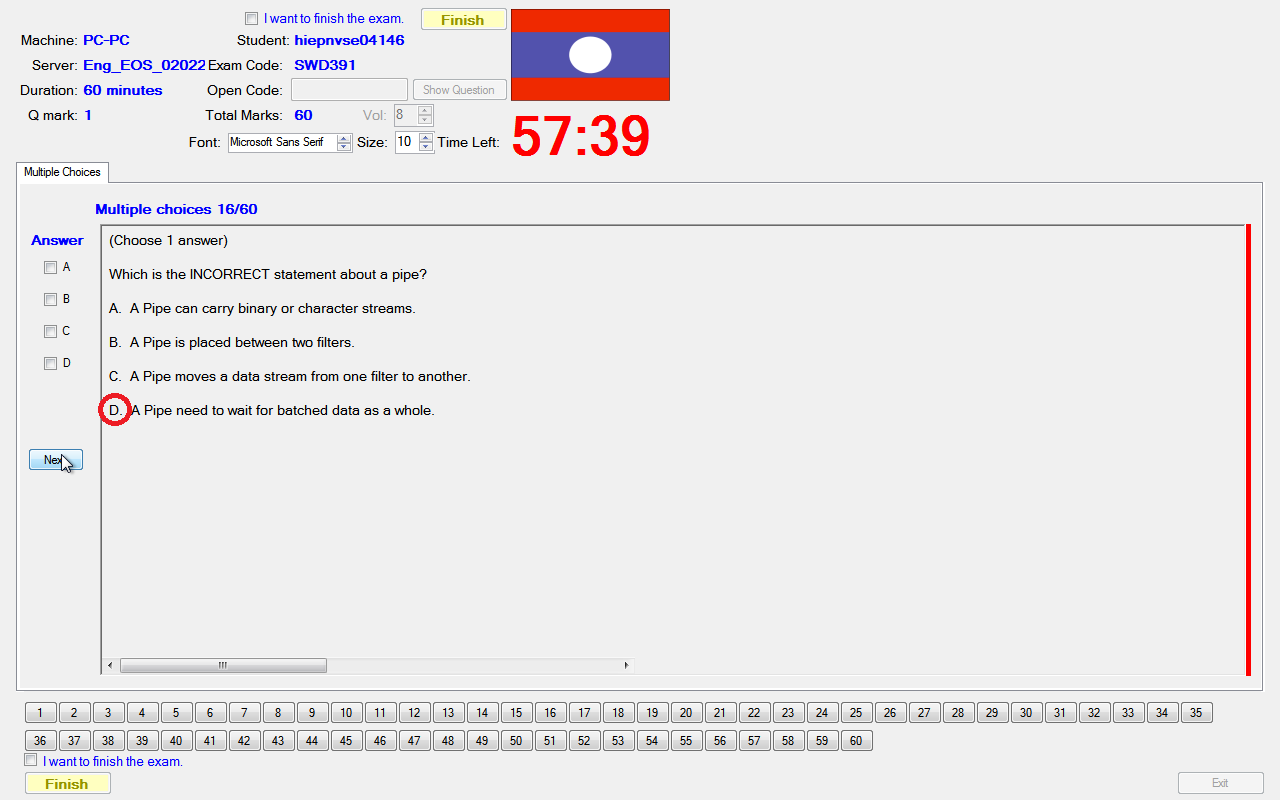 I want to finish the exam. Finish
Machine: PC-PC Student: hiepnvse04146
Server: Eng_EOS_02022 Exam Code: SWD391
Duration: 60 minutes Open Code: Show Question
Q mark: 1 Total Marks: 60 Vol: 8
Font: Microsoft Sans Serif Size: 10 Time Left: 57:39
Multiple Choices
Multiple choices 16/60
Answer
A
B
C
D
Next
(Choose 1 answer)
Which is the INCORRECT statement about a pipe?
A. A Pipe can carry binary or character streams.
B. A Pipe is placed between two filters.
C. A Pipe moves a data stream from one filter to another.
D. A Pipe need to wait for batched data as a whole.
1 2 3 4 5 6 7 8 9 10 11 12 13 14 15 16 17 18 19 20 21 22 23 24 25 26 27 28 29 30 31 32 33 34 35
36 37 38 39 40 41 42 43 44 45 46 47 48 49 50 51 52 53 54 55 56 57 58 59 60
I want to finish the exam.
Finish Exit